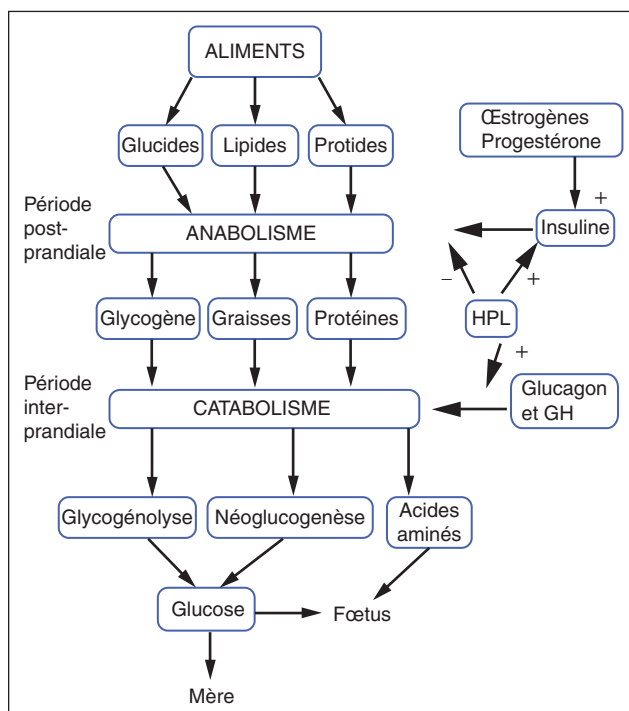 ALIMENTS
Glucides
Lipides
Protides
Œstrogènes
Progestérone
+
Période
post-
prandiale
ANABOLISME
Insuline
−
+
Glycogène
Graisses
Protéines
HPL
+
Période
inter-
prandiale
CATABOLISME
Glucagon
et GH
Glycogénolyse
Néoglucogenèse
Acides
aminés
Glucose
Fœtus
Mère